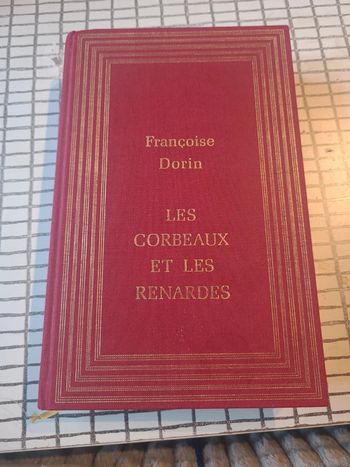 Françoise
Dorin
LES
CORBEAUX
ET LES
RENARDES